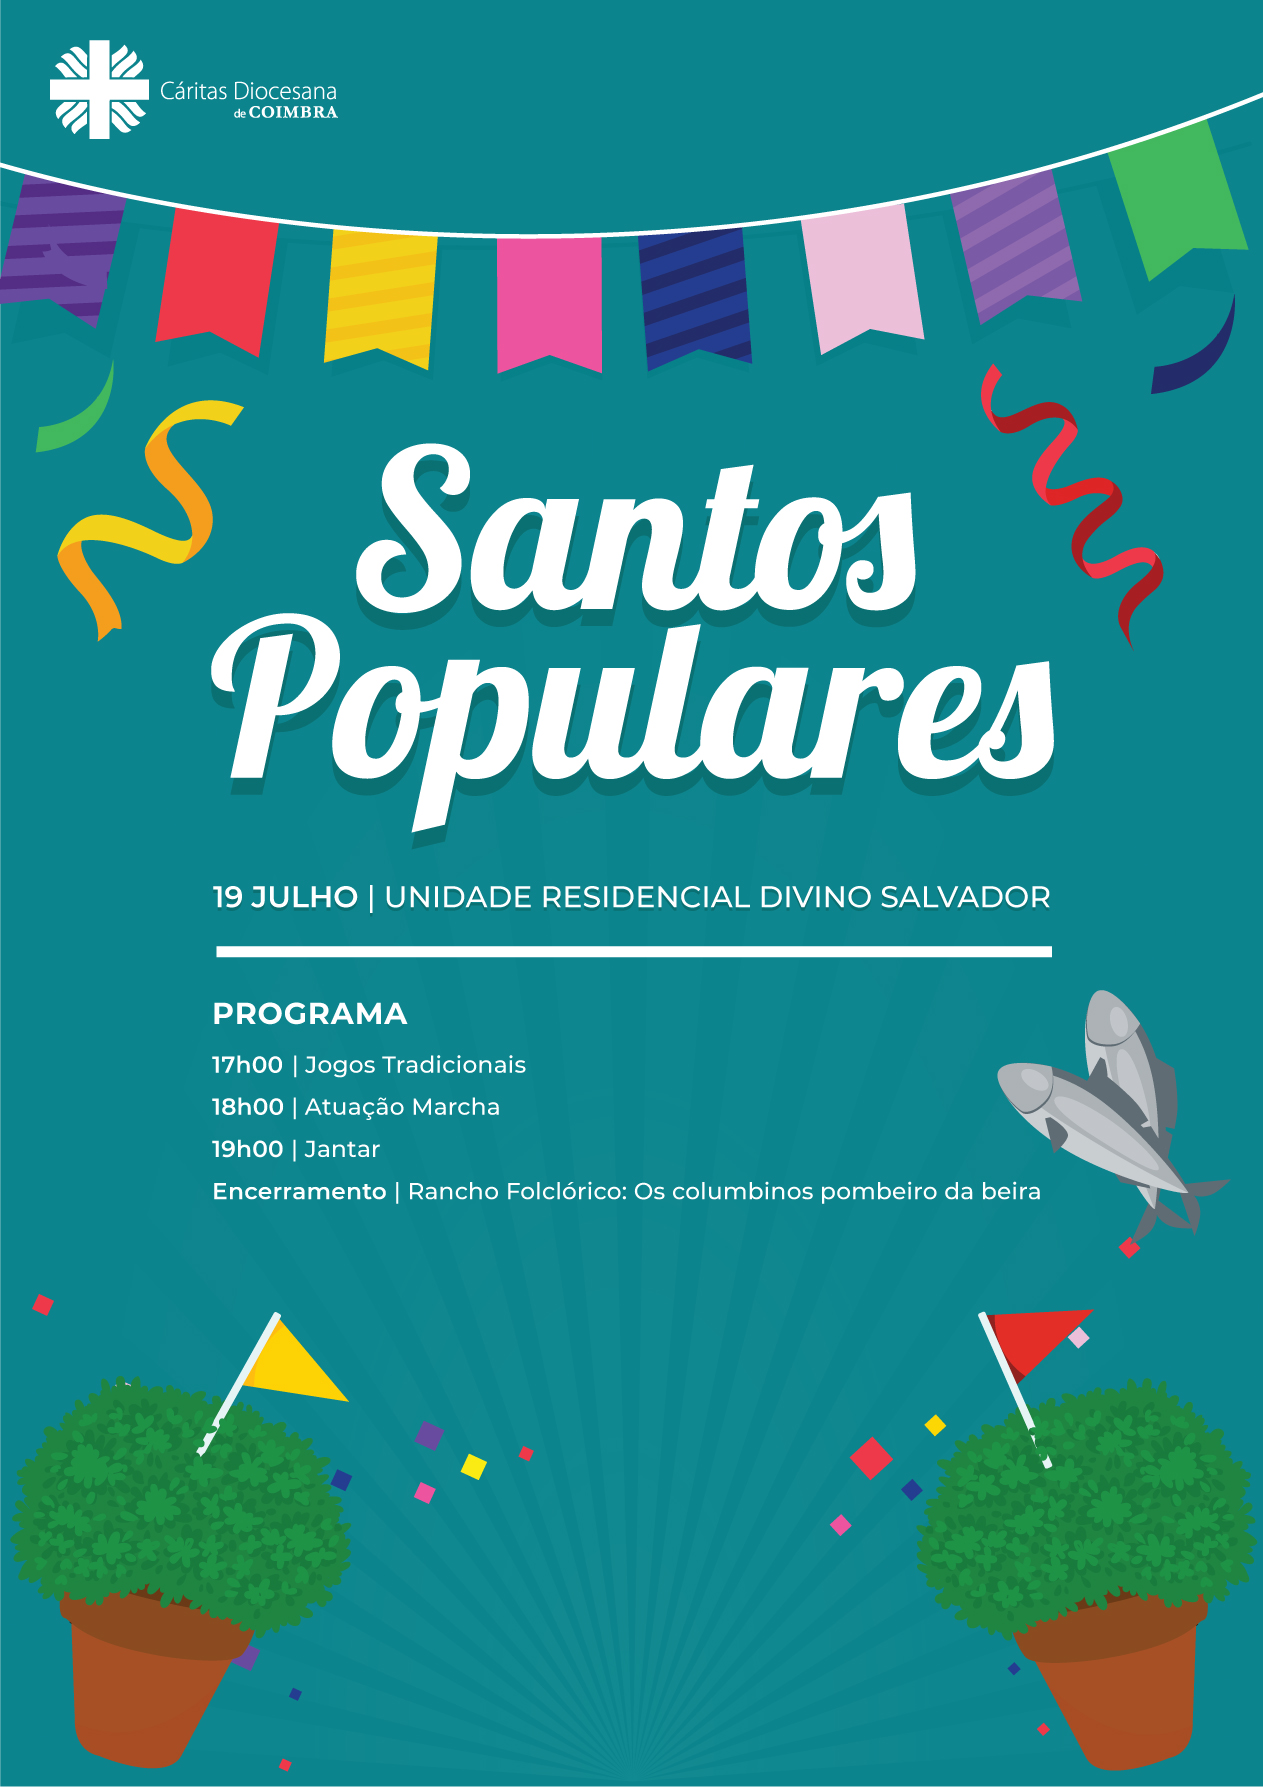 Cáritas Diocesana
de COIMBRA
Santos
Populares
19 JULHO | UNIDADE RESIDENCIAL DIVINO SALVADOR
PROGRAMA
17h00 | Jogos Tradicionais
18h00 | Atuação Marcha
19h00 | Jantar
Encerramento | Rancho Folclórico: Os columbinos pombeiro da beira